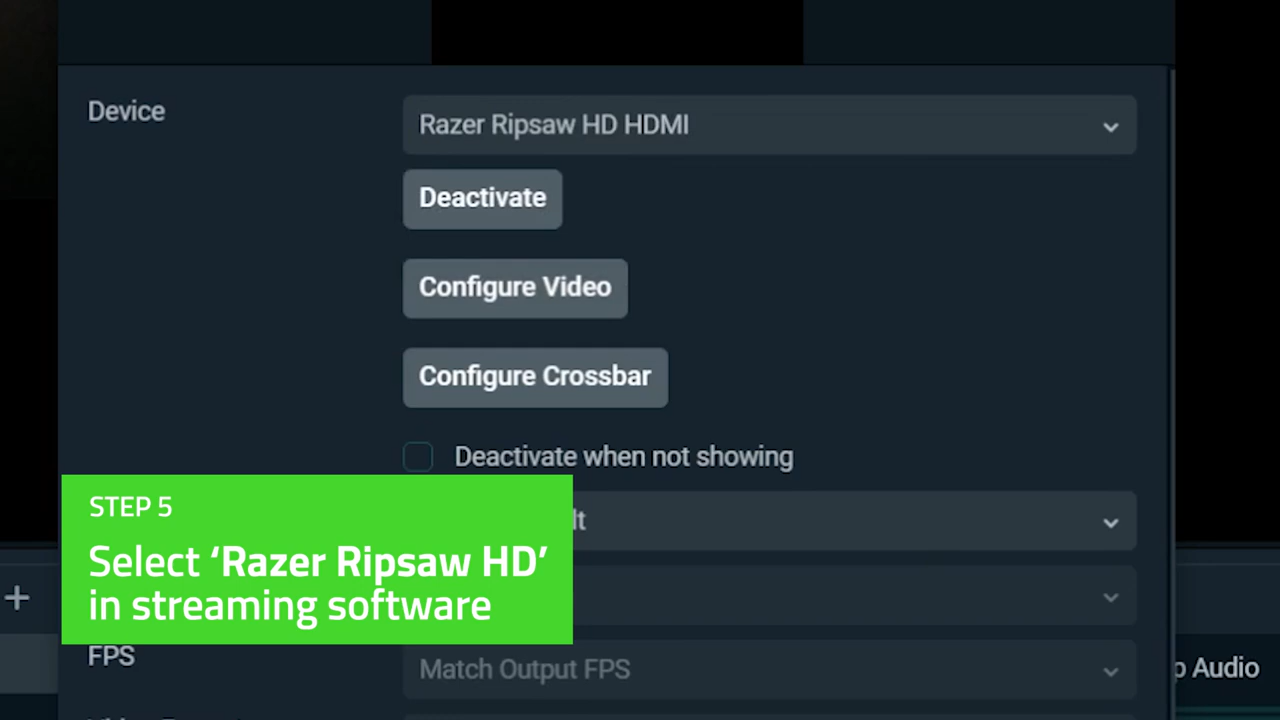 Device
Razer Ripsaw HD HDMI
Deactivate
Configure Video
Configure Crossbar
Deactivate when not showing
STEP 5
Select ‘Razer Ripsaw HD’
in streaming software
FPS
Match Output FPS
Audio